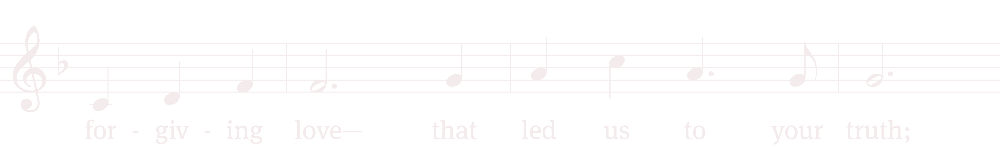 for - giv - ing love— that led us to your truth;